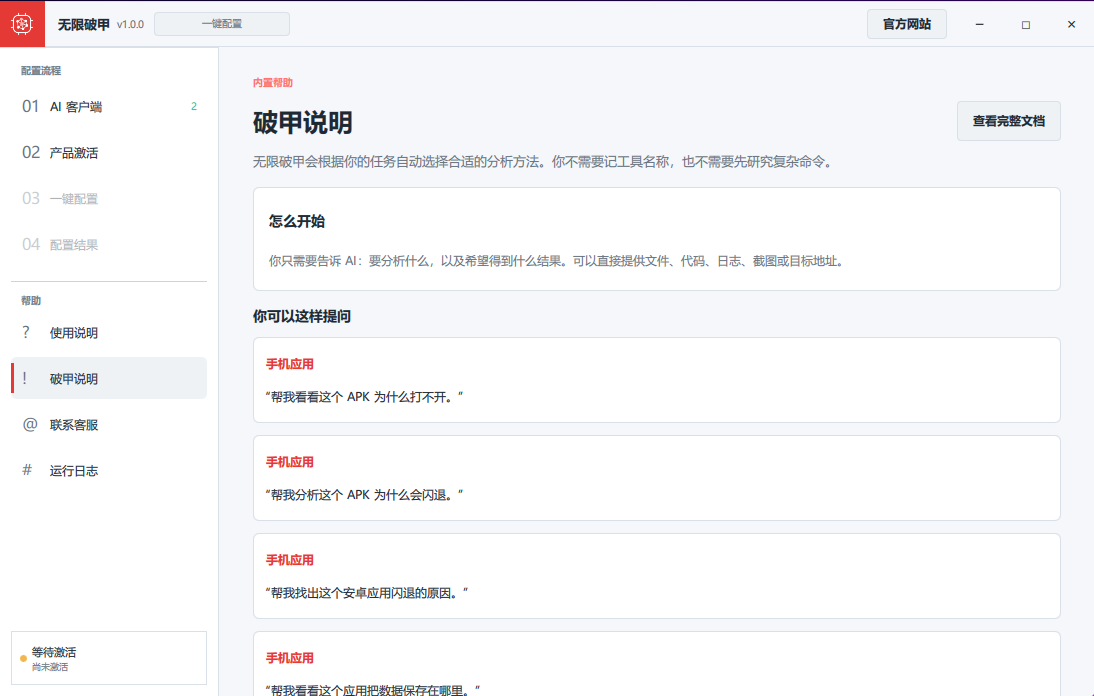 无限破甲 v1.0.0 一键配置 官方网站
配置流程
01 AI 客户端 2
02 产品激活
03 一键配置
04 配置结果
帮助
? 使用说明
! 破甲说明
@ 联系客服
# 运行日志
等待激活
尚未激活
内置帮助
破甲说明
查看完整文档
无限破甲会根据你的任务自动选择合适的分析方法。你不需要记工具名称，也不需要先研究复杂命令。
怎么开始
你只需要告诉 AI：要分析什么，以及希望得到什么结果。可以直接提供文件、代码、日志、截图或目标地址。
你可以这样提问
手机应用
“帮我看看这个 APK 为什么打不开。”
手机应用
“帮我分析这个 APK 为什么会闪退。”
手机应用
“帮我找出这个安卓应用闪退的原因。”
手机应用
“帮我看看这个应用把数据保存在哪里。”